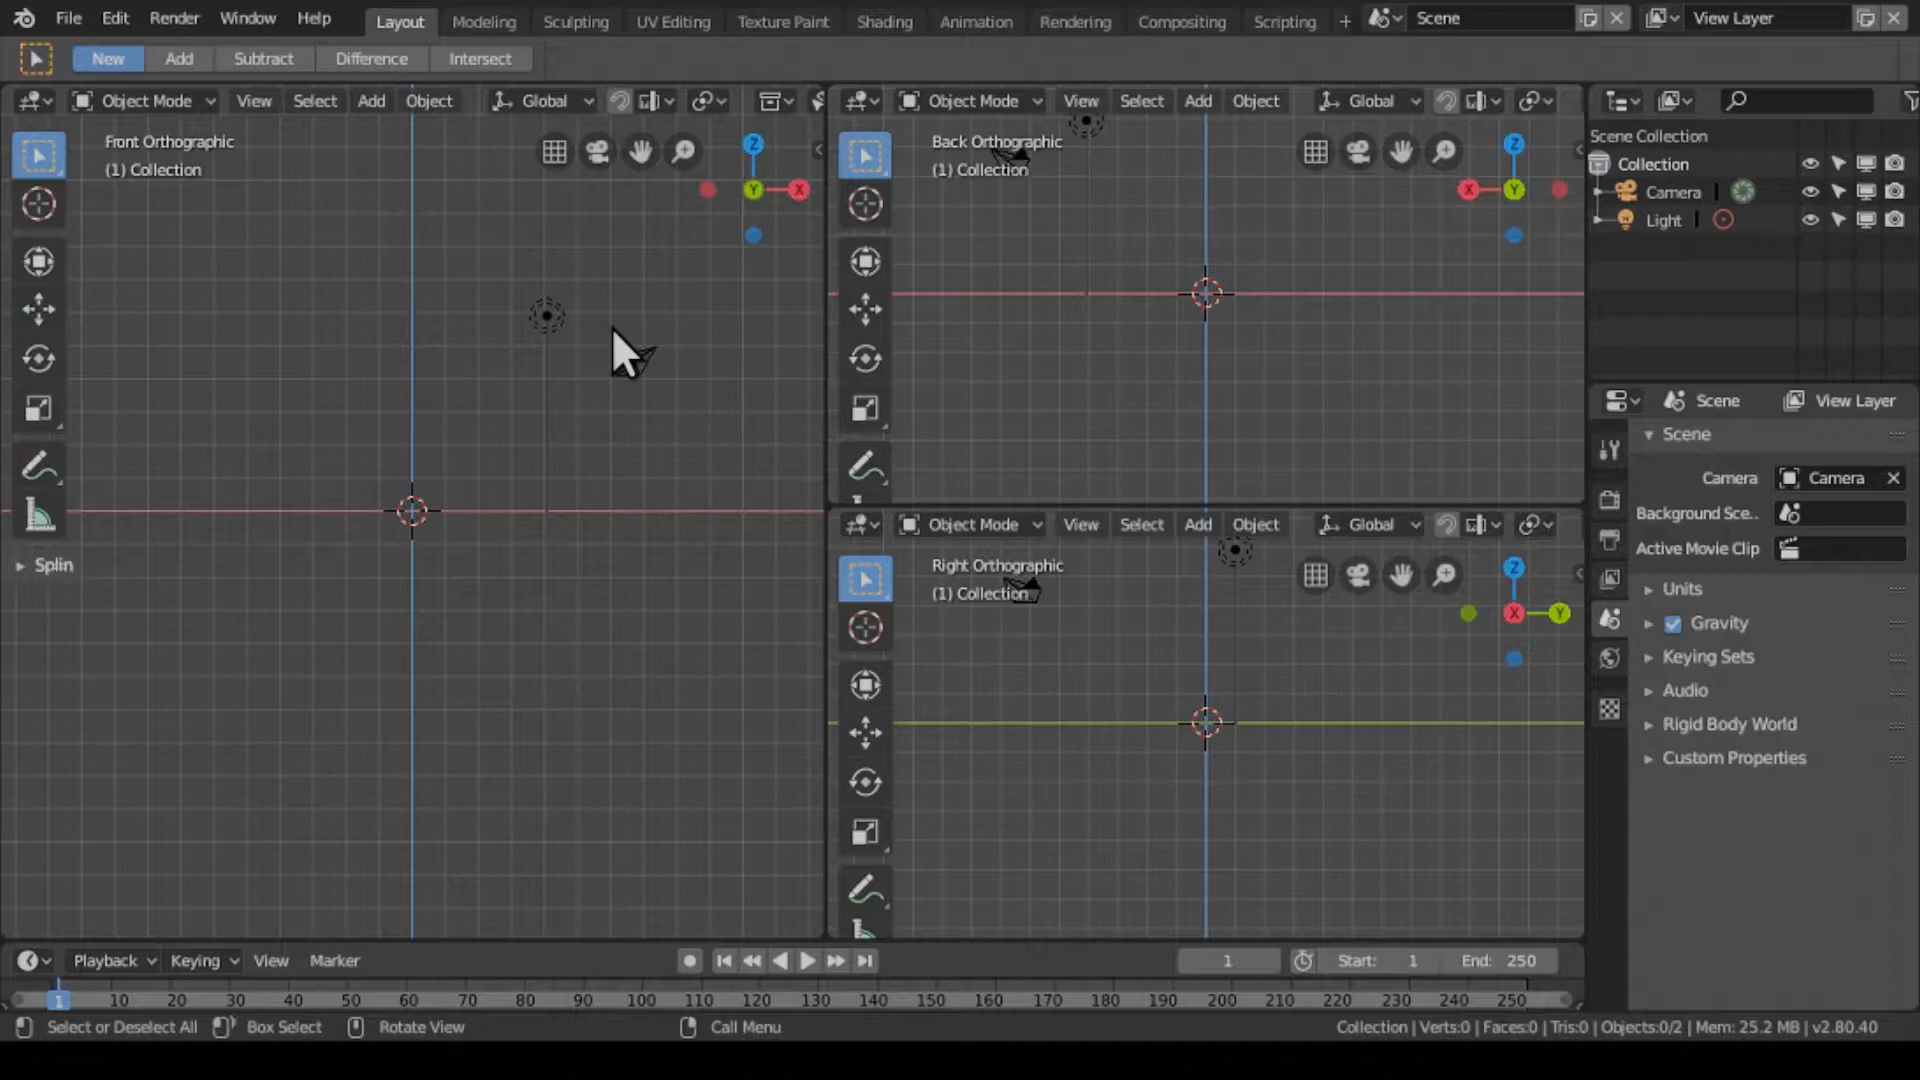 File Edit Render Window Help Layout Modeling Sculpting UV Editing Texture Paint Shading Animation Rendering Compositing Scripting + Scene View Layer
New Add Subtract Difference Intersect
Object Mode View Select Add Object Global
Front Orthographic
(1) Collection
Z
Y
X
Splin
Object Mode View Select Add Object Global
Back Orthographic
(1) Collection
Z
X Y
Object Mode View Select Add Object Global
Right Orthographic
(1) Collection
Z
X Y
Scene Collection
Collection
Camera
Light
Scene View Layer
Scene
Camera Camera
Background Sce..
Active Movie Clip
Units
Gravity
Keying Sets
Audio
Rigid Body World
Custom Properties
Playback Keying View Marker 1 Start: 1 End: 250
1 10 20 30 40 50 60 70 80 90 100 110 120 130 140 150 160 170 180 190 200 210 220 230 240 250
Select or Deselect All Box Select Rotate View Call Menu Collection | Verts:0 | Faces:0 | Tris:0 | Objects:0/2 | Mem: 25.2 MB | v2.80.40